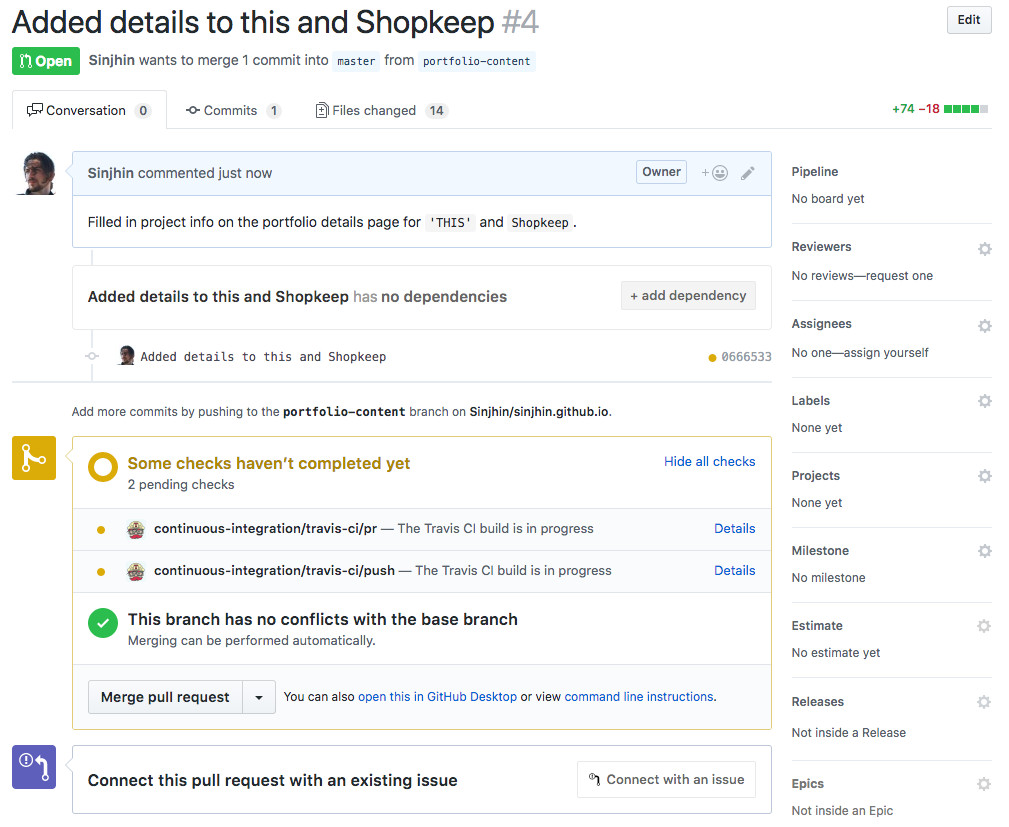 Added details to this and Shopkeep #4
Edit
Open
Sinjhin wants to merge 1 commit into master from portfolio-content
Conversation 0
Commits 1
Files changed 14
+74 −18
Sinjhin commented just now
Owner
+
Filled in project info on the portfolio details page for 'THIS' and Shopkeep.
Added details to this and Shopkeep has no dependencies
+ add dependency
Added details to this and Shopkeep
0666533
Add more commits by pushing to the portfolio-content branch on Sinjhin/sinjhin.github.io.
Some checks haven’t completed yet
2 pending checks
Hide all checks
continuous-integration/travis-ci/pr — The Travis CI build is in progress
Details
continuous-integration/travis-ci/push — The Travis CI build is in progress
Details
This branch has no conflicts with the base branch
Merging can be performed automatically.
Merge pull request
You can also open this in GitHub Desktop or view command line instructions.
Connect this pull request with an existing issue
Connect with an issue
Pipeline
No board yet
Reviewers
No reviews—request one
Assignees
No one—assign yourself
Labels
None yet
Projects
None yet
Milestone
No milestone
Estimate
No estimate yet
Releases
Not inside a Release
Epics
Not inside an Epic